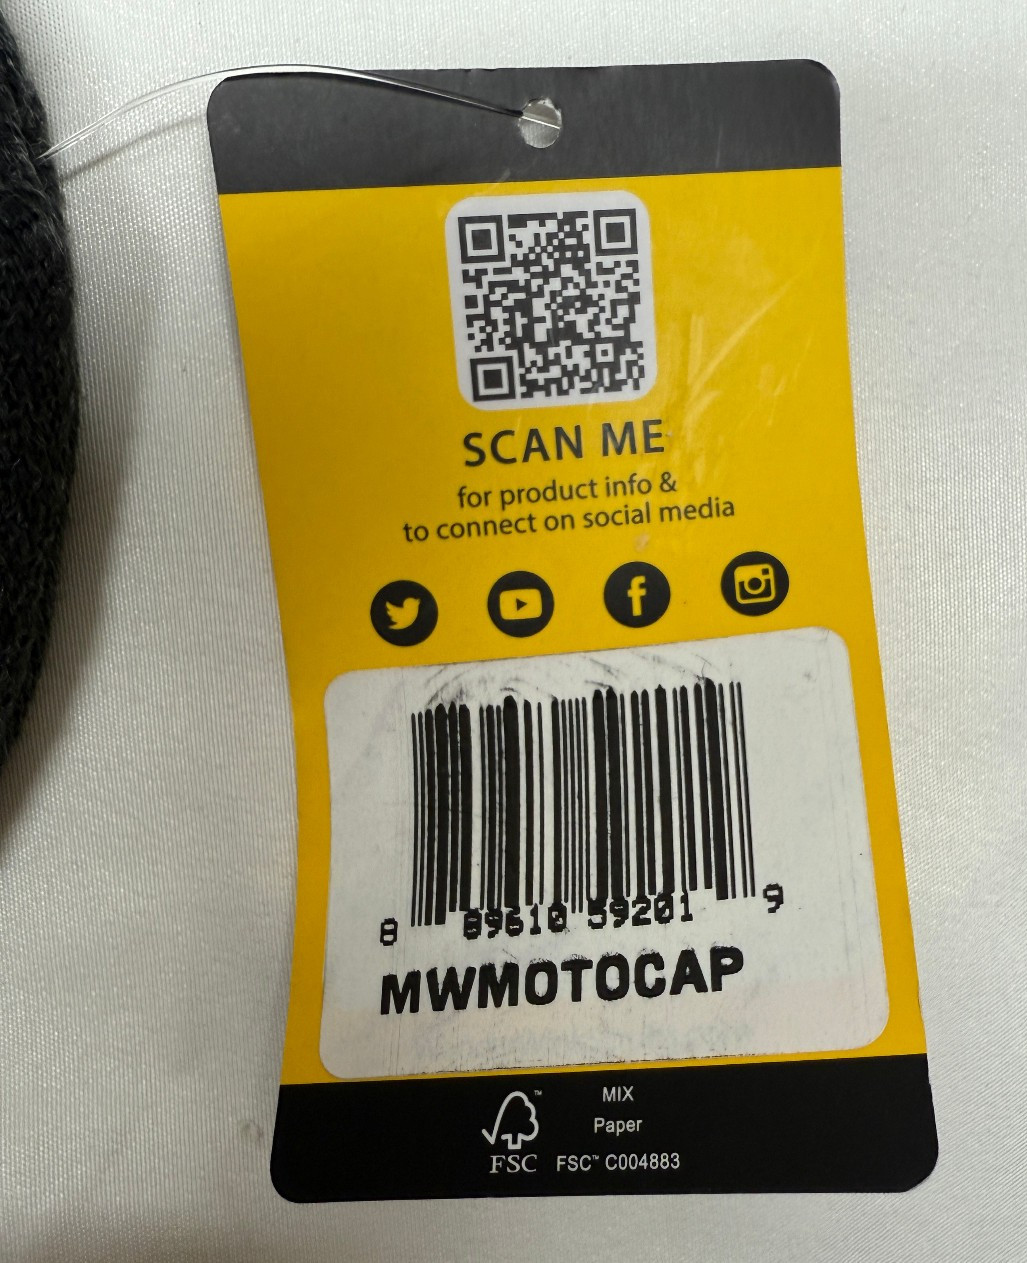 SCAN ME
for product info &
to connect on social media
8 89610 59201 9
MWMOTOCAP
MIX
Paper
FSC™ C004883
™
FSC